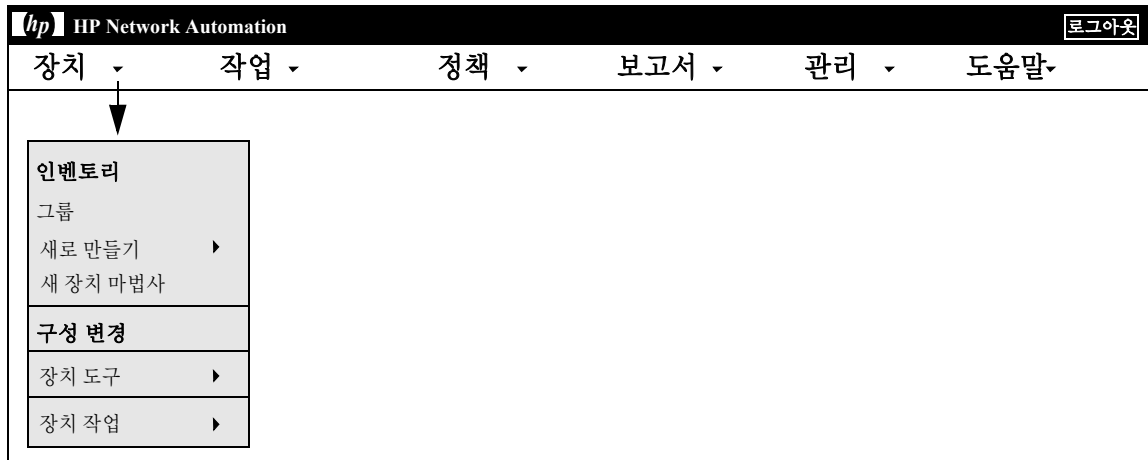 (hp) HP Network Automation 로그아웃
장치 작업 정책 보고서 관리 도움말
인벤토리
그룹
새로 만들기
새 장치 마법사
구성 변경
장치 도구
장치 작업